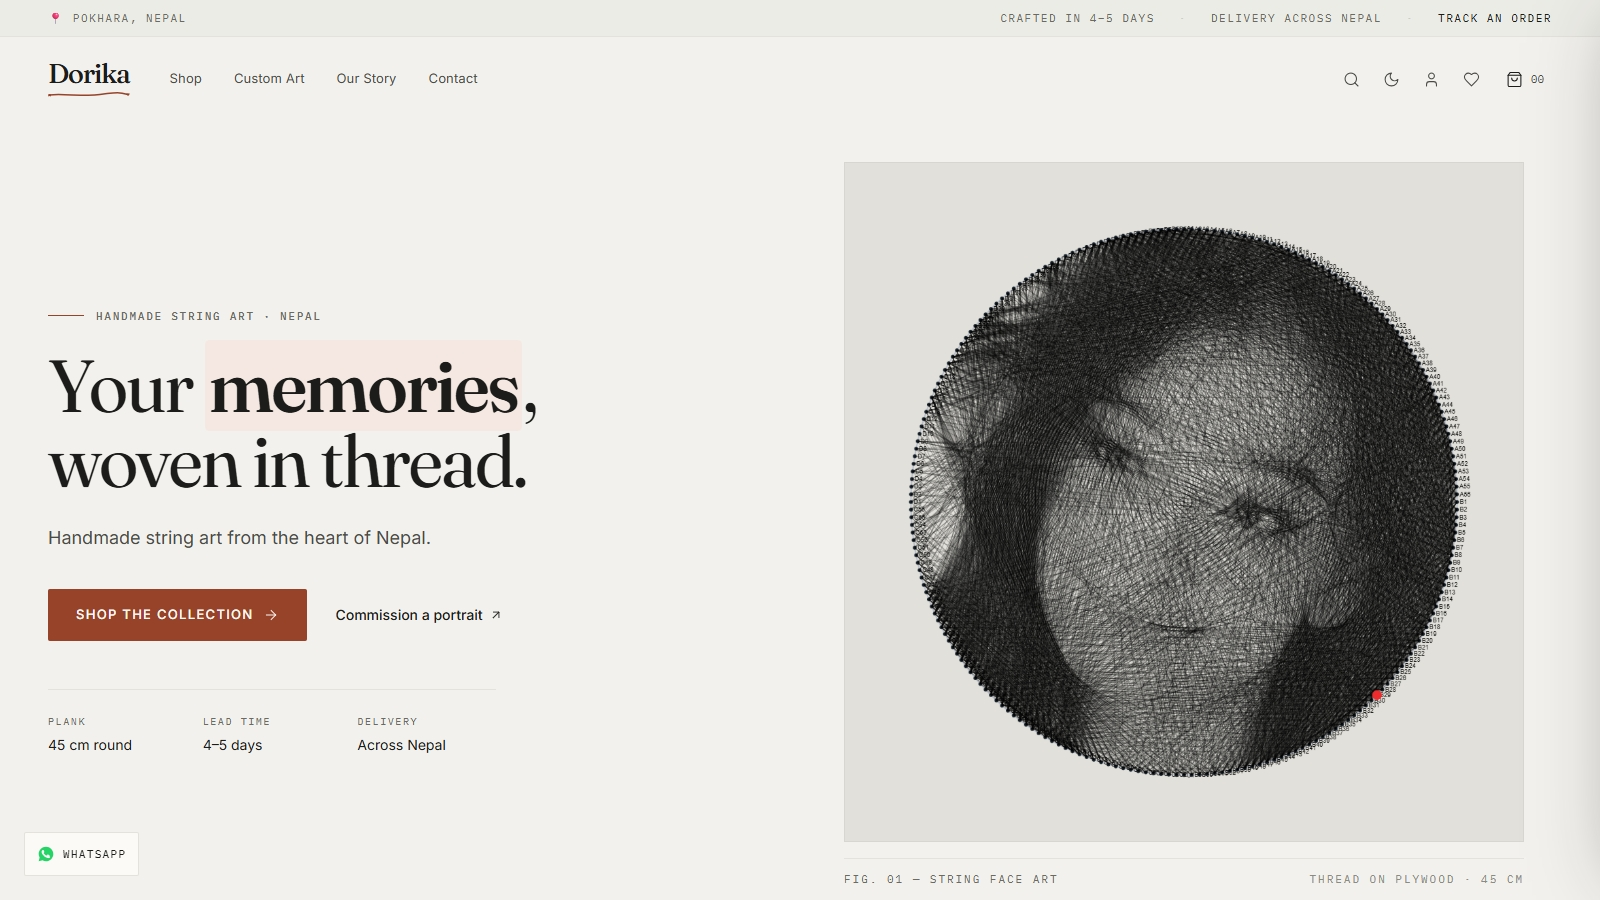 POKHARA, NEPAL
CRAFTED IN 4–5 DAYS · DELIVERY ACROSS NEPAL · TRACK AN ORDER
Dorika
Shop
Custom Art
Our Story
Contact
00
HANDMADE STRING ART · NEPAL
Your memories,
woven in thread.
Handmade string art from the heart of Nepal.
SHOP THE COLLECTION →
Commission a portrait ↗
PLANK
45 cm round
LEAD TIME
4–5 days
DELIVERY
Across Nepal
WHATSAPP
FIG. 01 — STRING FACE ART
THREAD ON PLYWOOD · 45 CM